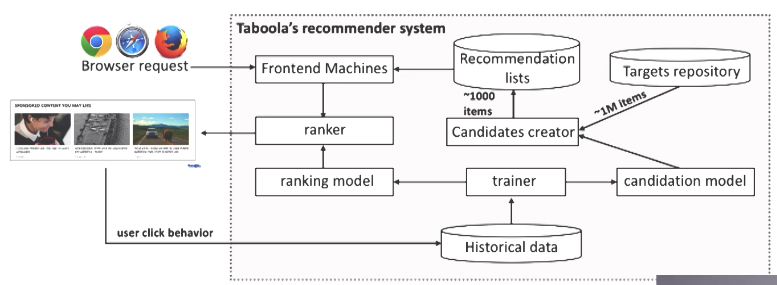 Taboola's recommender system
Browser request
Frontend Machines
Recommendation
lists
Targets repository
~1000
items
~1M items
SPONSORED CONTENT YOU MAY LIKE
ranker
Candidates creator
ranking model
trainer
candidation model
user click behavior
Historical data